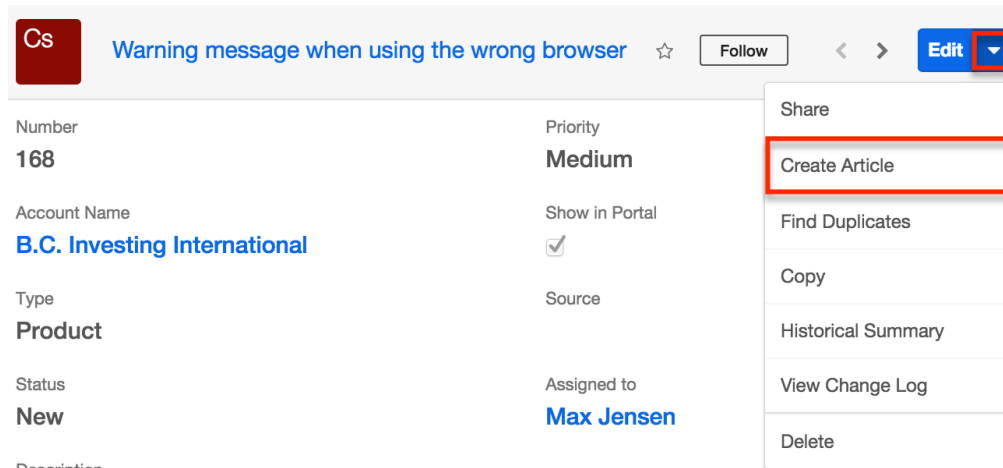 Cs
Warning message when using the wrong browser
Follow
Edit
Share
Create Article
Find Duplicates
Copy
Historical Summary
View Change Log
Delete
Number
168
Priority
Medium
Account Name
B.C. Investing International
Show in Portal
Type
Product
Source
Status
New
Assigned to
Max Jensen
Description